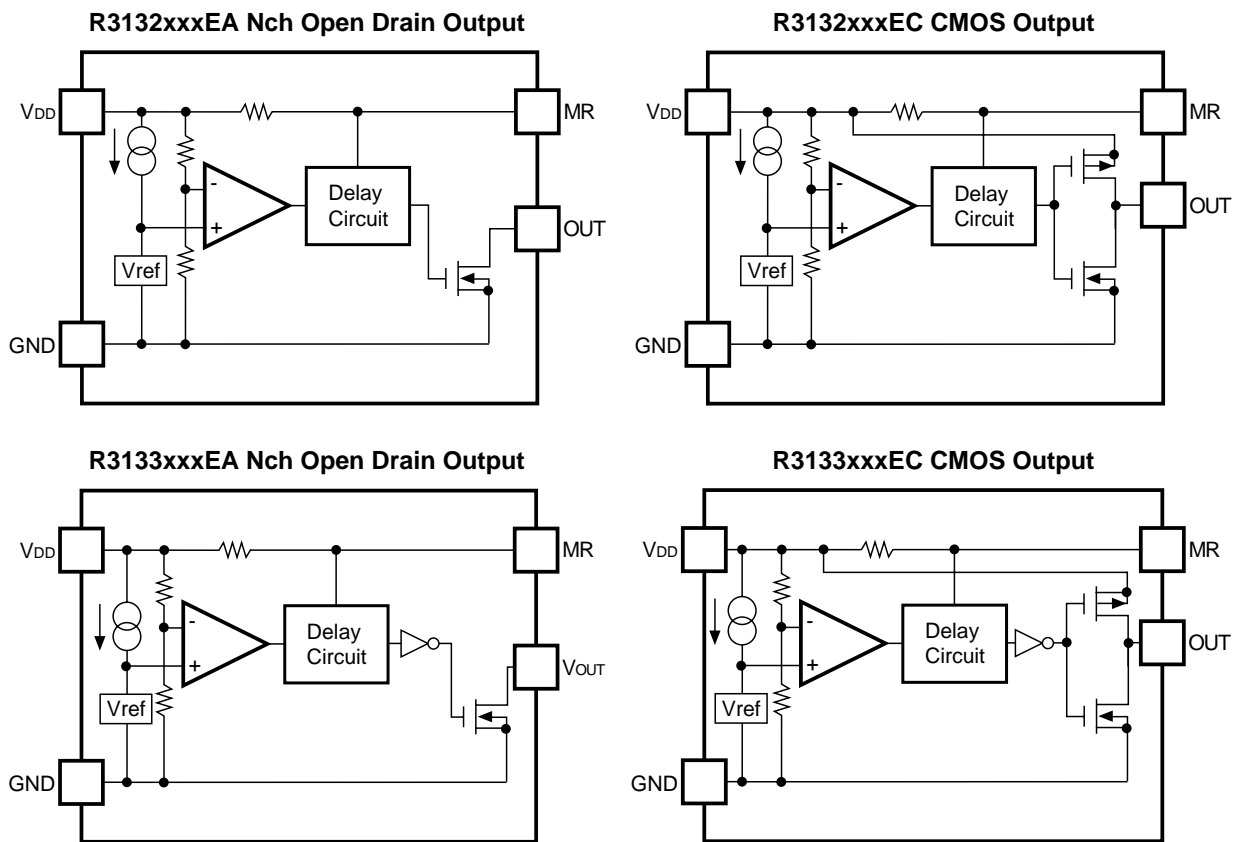 R3132xxxEA Nch Open Drain Output
VDD
MR
-
+
Delay
Circuit
OUT
Vref
GND
R3132xxxEC CMOS Output
VDD
MR
-
+
Delay
Circuit
OUT
Vref
GND
R3133xxxEA Nch Open Drain Output
VDD
MR
-
+
Delay
Circuit
VOUT
Vref
GND
R3133xxxEC CMOS Output
VDD
MR
-
+
Delay
Circuit
OUT
Vref
GND